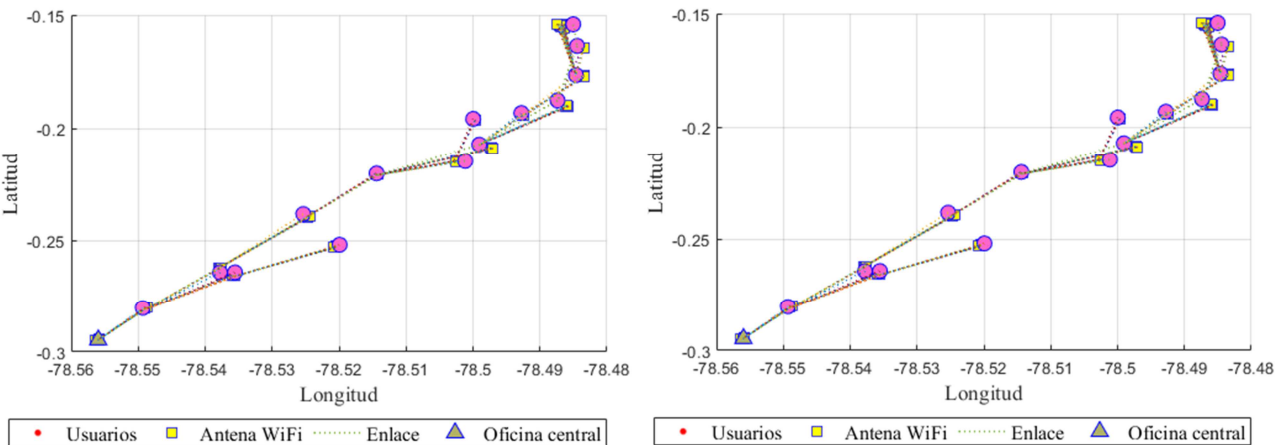 -0.15
-0.2
-0.25
-0.3
Latitud
-78.56 -78.55 -78.54 -78.53 -78.52 -78.51 -78.5 -78.49 -78.48
Longitud
Usuarios Antena WiFi Enlace Oficina central
-0.15
-0.2
-0.25
-0.3
Latitud
-78.56 -78.55 -78.54 -78.53 -78.52 -78.51 -78.5 -78.49 -78.48
Longitud
Usuarios Antena WiFi Enlace Oficina central